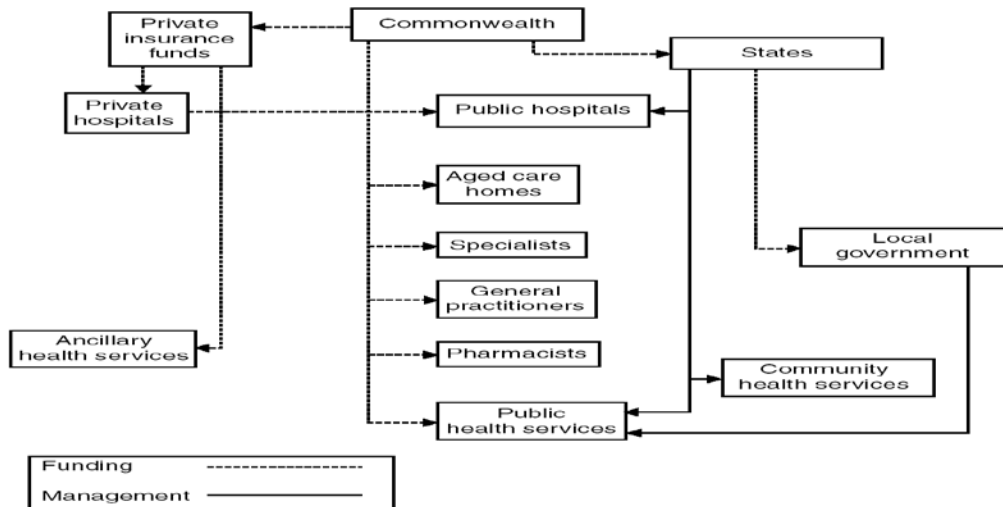 Private
insurance
funds
Commonwealth
States
Private
hospitals
Public hospitals
Aged care
homes
Specialists
Local
government
General
practitioners
Ancillary
health services
Pharmacists
Community
health services
Public
health services
Funding
Management